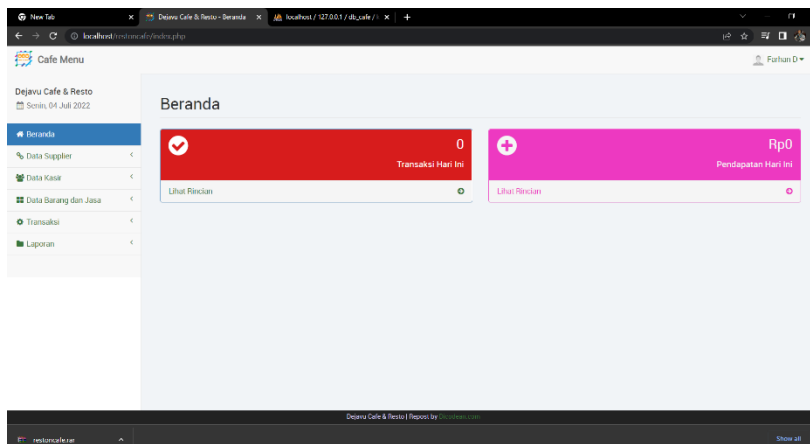 New Tab
Dejavu Cafe & Resto - Beranda
localhost / 127.0.0.1 / db_cafe /
localhost/restoncafe/index.php
Cafe Menu
Farhan D
Dejavu Cafe & Resto
Senin, 04 Juli 2022
Beranda
Beranda
Data Supplier
Data Kasir
Data Barang dan Jasa
Transaksi
Laporan
0
Transaksi Hari Ini
Lihat Rincian
Rp0
Pendapatan Hari Ini
Lihat Rincian
Dejavu Cafe & Resto | Repost by
restoncafe.rar
Show all